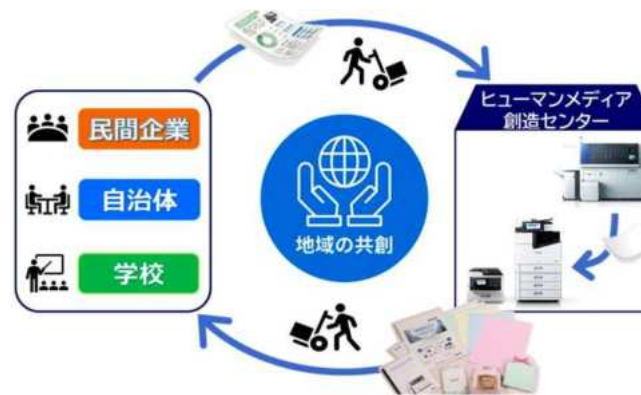 民間企業
自治体
学校
地域の共創
ヒューマンメディア
創造センター